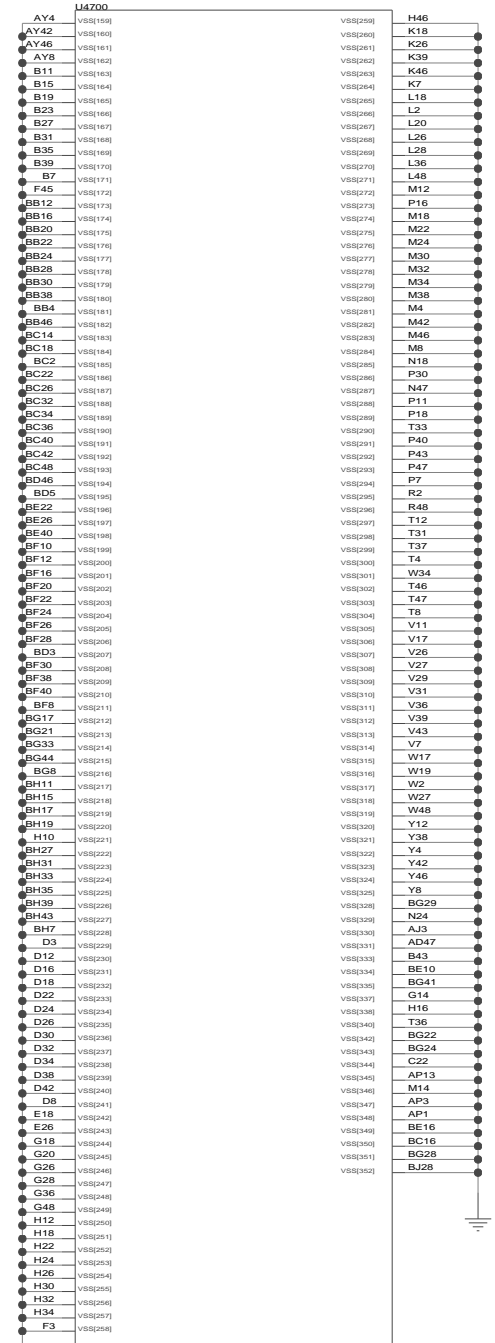 U4700
AY4 VSS[159] VSS[259] H46
AY42 VSS[160] VSS[260] K18
AY46 VSS[161] VSS[261] K26
AY8 VSS[162] VSS[262] K39
B11 VSS[163] VSS[263] K46
B15 VSS[164] VSS[264] K7
B19 VSS[165] VSS[265] L18
B23 VSS[166] VSS[266] L2
B27 VSS[167] VSS[267] L20
B31 VSS[168] VSS[268] L26
B35 VSS[169] VSS[269] L28
B39 VSS[170] VSS[270] L36
B7 VSS[171] VSS[271] L48
F45 VSS[172] VSS[272] M12
BB12 VSS[173] VSS[273] P16
BB16 VSS[174] VSS[274] M18
BB20 VSS[175] VSS[275] M22
BB22 VSS[176] VSS[276] M24
BB24 VSS[177] VSS[277] M30
BB28 VSS[178] VSS[278] M32
BB30 VSS[179] VSS[279] M34
BB38 VSS[180] VSS[280] M38
BB4 VSS[181] VSS[281] M4
BB46 VSS[182] VSS[282] M42
BC14 VSS[183] VSS[283] M46
BC18 VSS[184] VSS[284] M8
BC2 VSS[185] VSS[285] N18
BC22 VSS[186] VSS[286] P30
BC26 VSS[187] VSS[287] N47
BC32 VSS[188] VSS[288] P11
BC34 VSS[189] VSS[289] P18
BC36 VSS[190] VSS[290] T33
BC40 VSS[191] VSS[291] P40
BC42 VSS[192] VSS[292] P43
BC48 VSS[193] VSS[293] P47
BD46 VSS[194] VSS[294] P7
BD5 VSS[195] VSS[295] R2
BE22 VSS[196] VSS[296] R48
BE26 VSS[197] VSS[297] T12
BE40 VSS[198] VSS[298] T31
BF10 VSS[199] VSS[299] T37
BF12 VSS[200] VSS[300] T4
BF16 VSS[201] VSS[301] W34
BF20 VSS[202] VSS[302] T46
BF22 VSS[203] VSS[303] T47
BF24 VSS[204] VSS[304] T8
BF26 VSS[205] VSS[305] V11
BF28 VSS[206] VSS[306] V17
BD3 VSS[207] VSS[307] V26
BF30 VSS[208] VSS[308] V27
BF38 VSS[209] VSS[309] V29
BF40 VSS[210] VSS[310] V31
BF8 VSS[211] VSS[311] V36
BG17 VSS[212] VSS[312] V39
BG21 VSS[213] VSS[313] V43
BG33 VSS[214] VSS[314] V7
BG44 VSS[215] VSS[315] W17
BG8 VSS[216] VSS[316] W19
BH11 VSS[217] VSS[317] W2
BH15 VSS[218] VSS[318] W27
BH17 VSS[219] VSS[319] W48
BH19 VSS[220] VSS[320] Y12
H10 VSS[221] VSS[321] Y38
BH27 VSS[222] VSS[322] Y4
BH31 VSS[223] VSS[323] Y42
BH33 VSS[224] VSS[324] Y46
BH35 VSS[225] VSS[325] Y8
BH39 VSS[226] VSS[328] BG29
BH43 VSS[227] VSS[329] N24
BH7 VSS[228] VSS[330] AJ3
D3 VSS[229] VSS[331] AD47
D12 VSS[230] VSS[333] B43
D16 VSS[231] VSS[334] BE10
D18 VSS[232] VSS[335] BG41
D22 VSS[233] VSS[337] G14
D24 VSS[234] VSS[338] H16
D26 VSS[235] VSS[340] T36
D30 VSS[236] VSS[342] BG22
D32 VSS[237] VSS[343] BG24
D34 VSS[238] VSS[344] C22
D38 VSS[239] VSS[345] AP13
D42 VSS[240] VSS[346] M14
D8 VSS[241] VSS[347] AP3
E18 VSS[242] VSS[348] AP1
E26 VSS[243] VSS[349] BE16
G18 VSS[244] VSS[350] BC16
G20 VSS[245] VSS[351] BG28
G26 VSS[246] VSS[352] BJ28
G28 VSS[247]
G36 VSS[248]
G48 VSS[249]
H12 VSS[250]
H18 VSS[251]
H22 VSS[252]
H24 VSS[253]
H26 VSS[254]
H30 VSS[255]
H32 VSS[256]
H34 VSS[257]
F3 VSS[258]